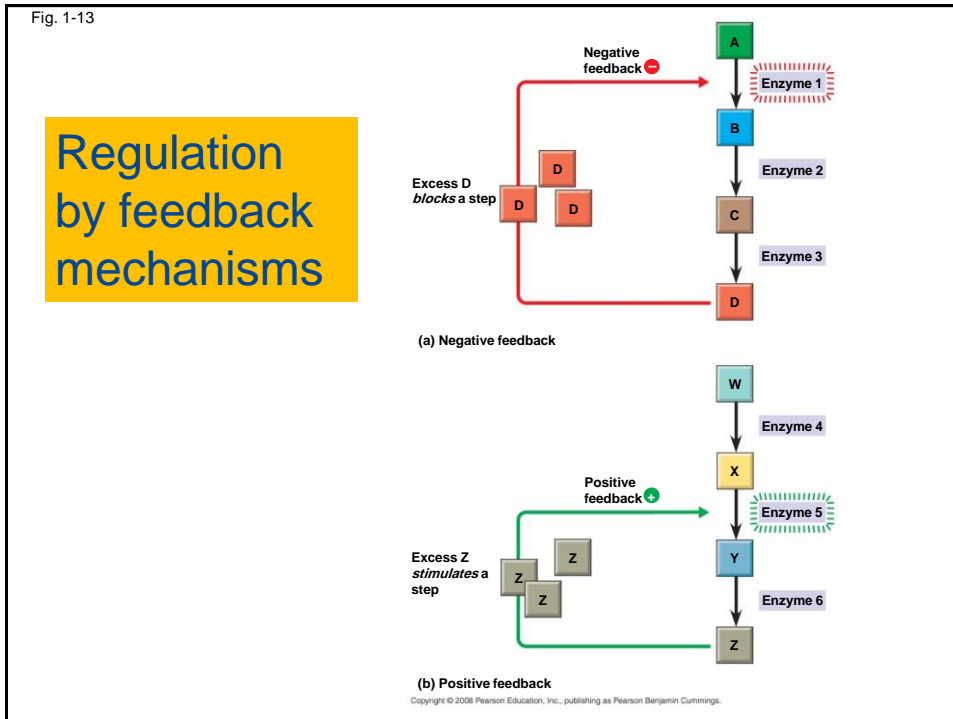 Fig. 1-13
Regulation
by feedback
mechanisms
Negative
feedback –
A
Enzyme 1
B
Excess D
blocks a step
D
D
D
Enzyme 2
C
Enzyme 3
D
(a) Negative feedback
W
Enzyme 4
X
Positive
feedback +
Enzyme 5
Excess Z
stimulates a
step
Z
Z
Z
Y
Enzyme 6
Z
(b) Positive feedback
Copyright © 2008 Pearson Education, Inc., publishing as Pearson Benjamin Cummings.